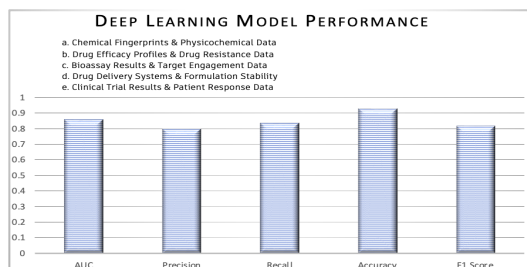 DEEP LEARNING MODEL PERFORMANCE
a. Chemical Fingerprints & Physicochemical Data
b. Drug Efficacy Profiles & Drug Resistance Data
c. Bioassay Results & Target Engagement Data
d. Drug Delivery Systems & Formulation Stability
e. Clinical Trial Results & Patient Response Data
1
0.9
0.8
0.7
0.6
0.5
0.4
0.3
0.2
0.1
0
AUC Precision Recall Accuracy F1 Score